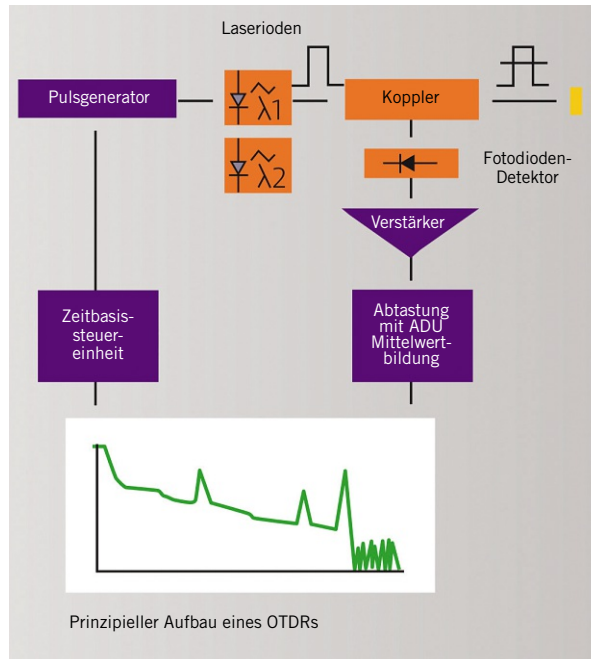 Laserioden
Pulsgenerator
λ1
Koppler
λ2
Fotodioden-
Detektor
Verstärker
Zeitbasis-
steuer-
einheit
Abtastung
mit ADU
Mittelwert-
bildung
Prinzipieller Aufbau eines OTDRs